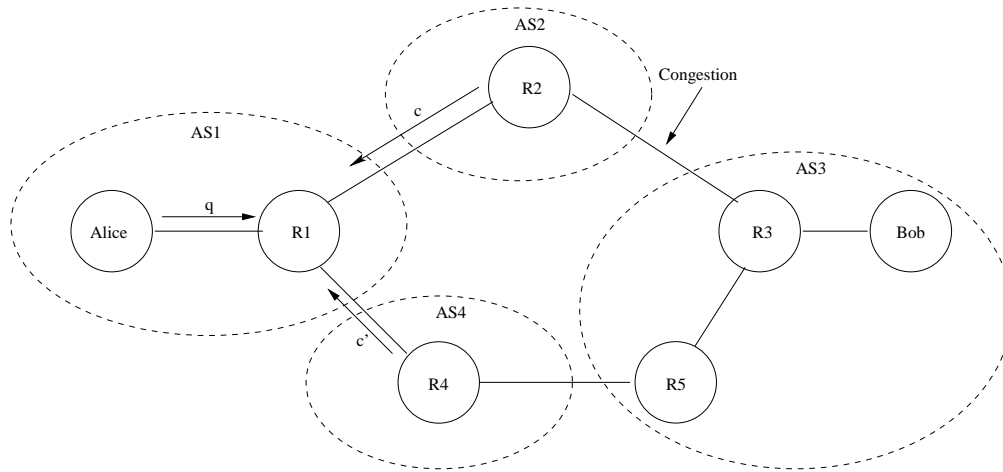 AS2
R2
Congestion
c
AS1
AS3
q
Alice
R1
R3
Bob
AS4
c'
R4
R5